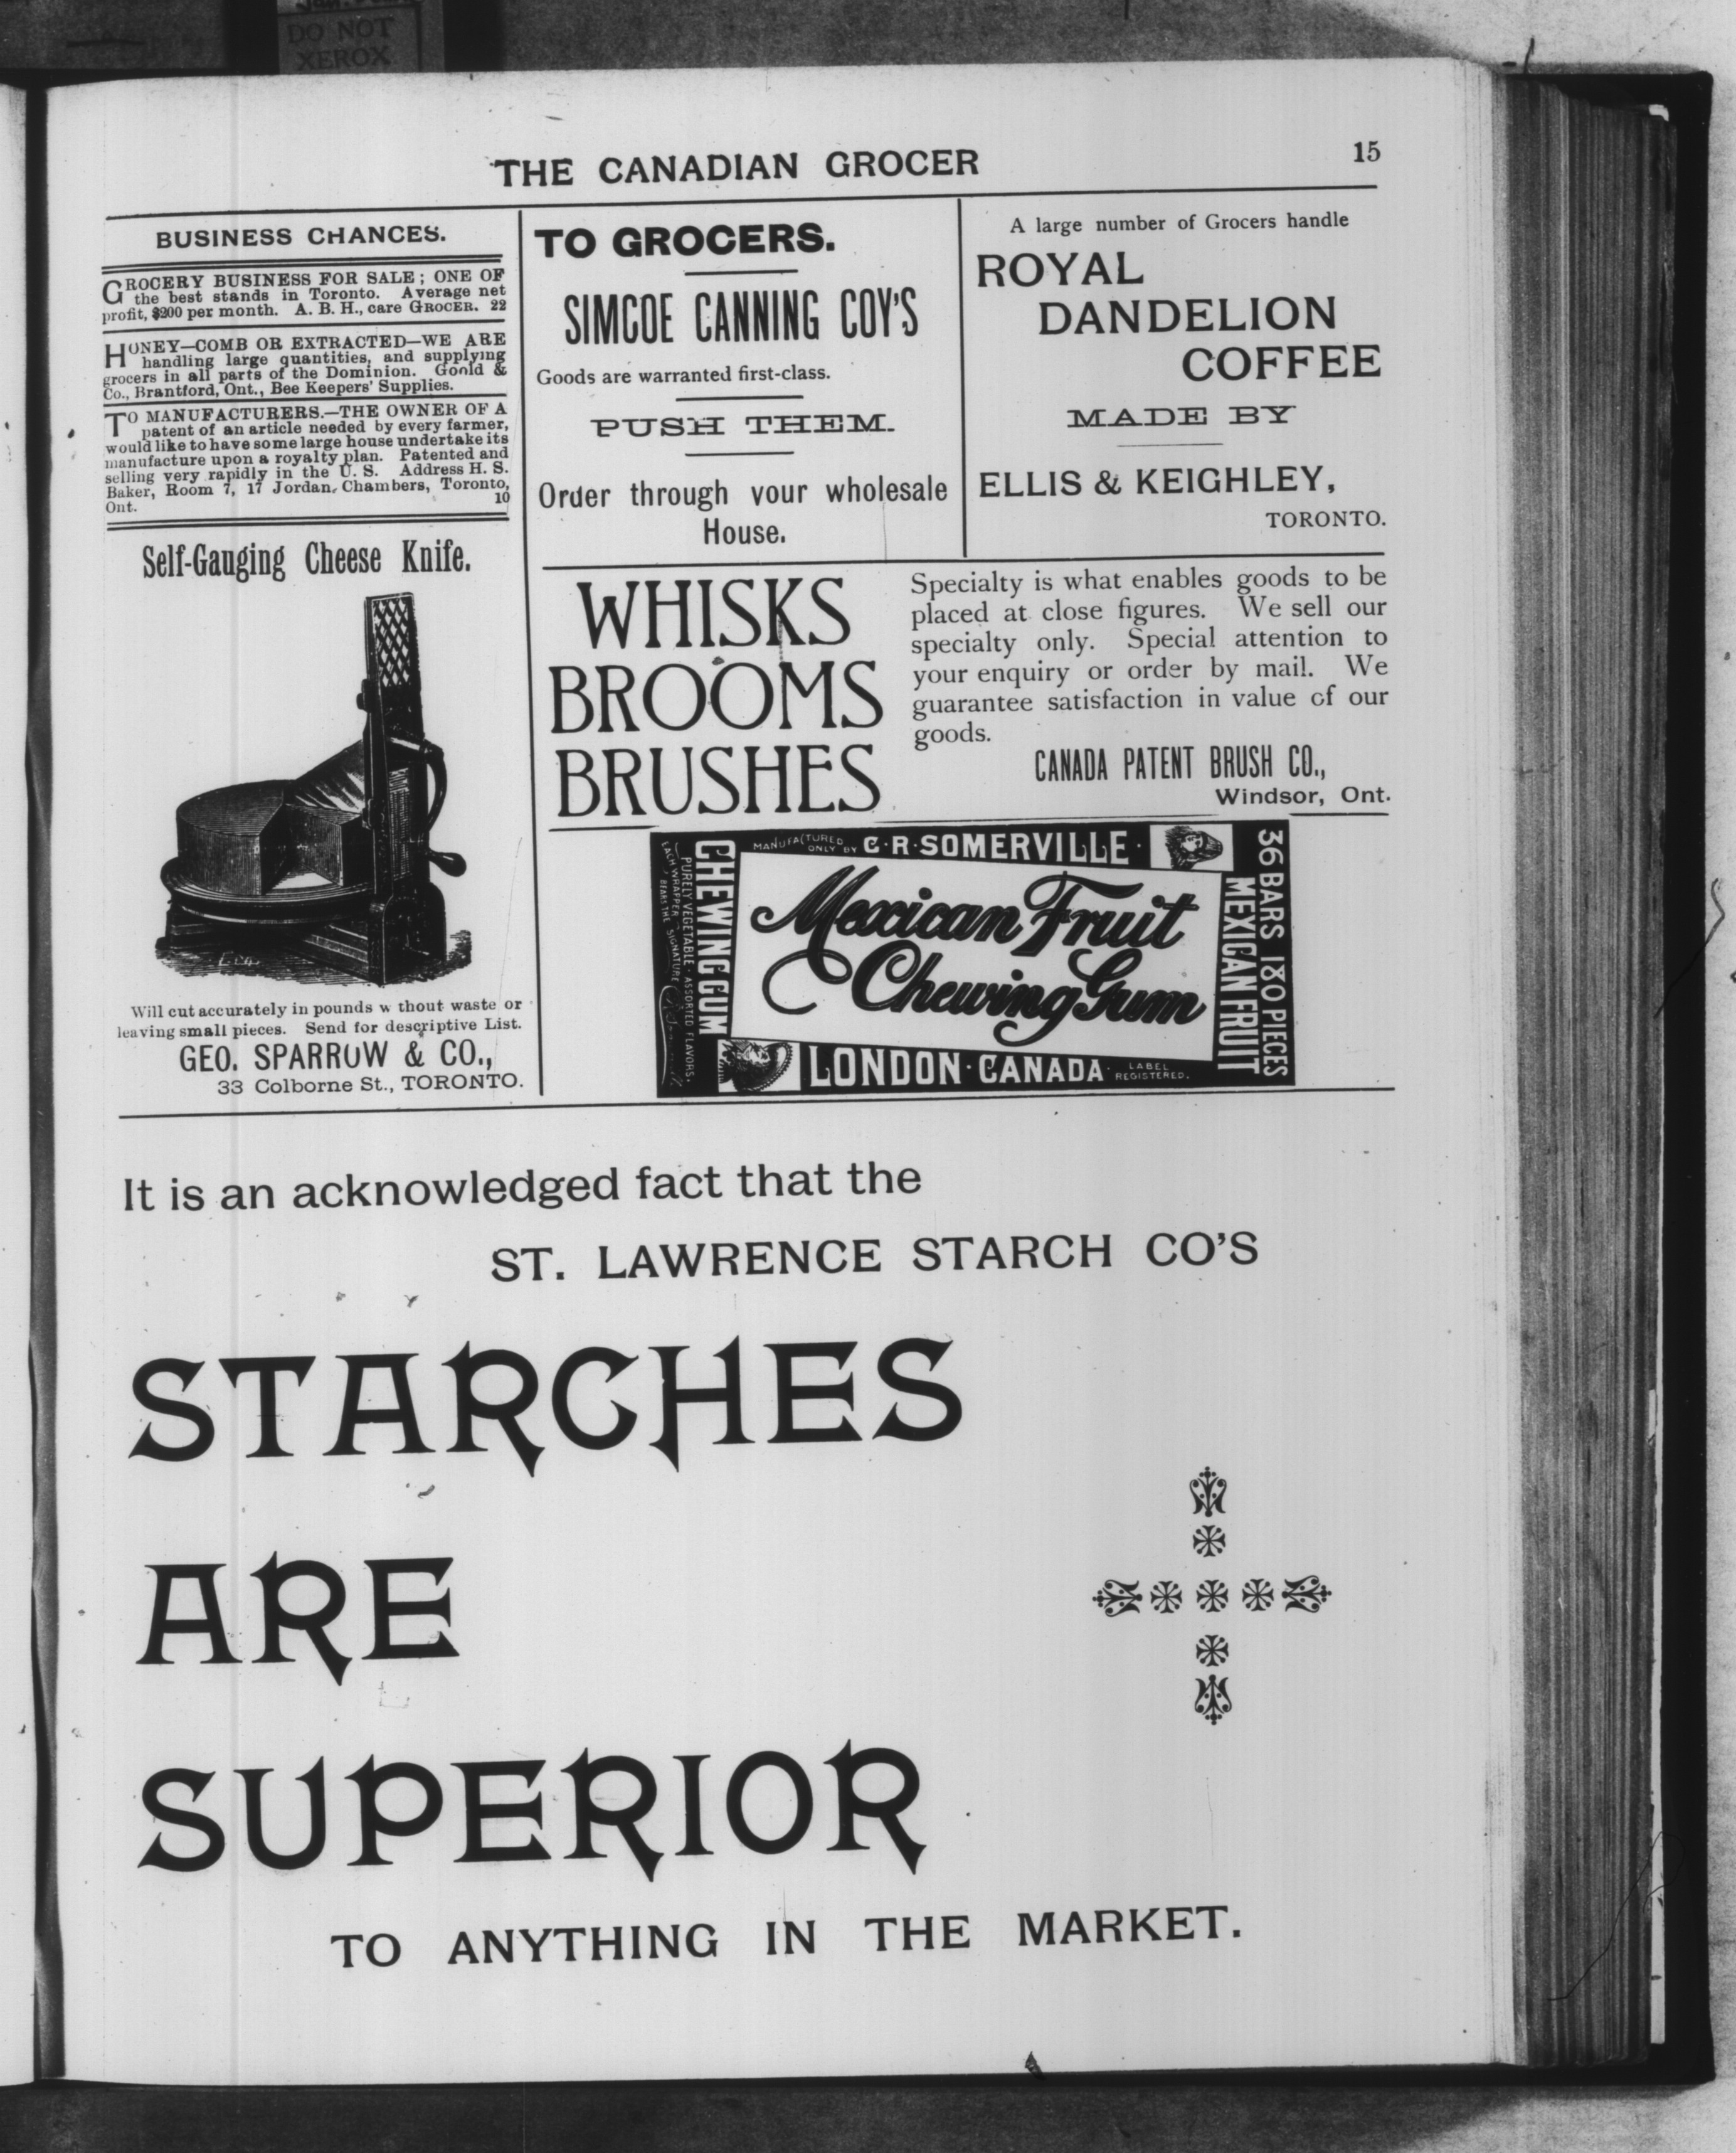 DO NOT
XEROX
THE CANADIAN GROCER
15
BUSINESS CHANCES.
GROCERY BUSINESS FOR SALE; ONE OF
the best stands in Toronto. Average net
profit, $200 per month. A. B. H., care GROCER. 22
HONEY—COMB OR EXTRACTED—WE ARE
handling large quantities, and supplying
grocers in all parts of the Dominion. Goold &
Co., Brantford, Ont., Bee Keepers' Supplies.
TO MANUFACTURERS.—THE OWNER OF A
patent of an article needed by every farmer,
would like to have some large house undertake its
manufacture upon a royalty plan. Patented and
selling very rapidly in the U. S. Address H. S.
Baker, Room 7, 17 Jordan Chambers, Toronto,
Ont. 10
Self-Gauging Cheese Knife.
Will cut accurately in pounds w thout waste or
leaving small pieces. Send for descriptive List.
GEO. SPARROW & CO.,
33 Colborne St., TORONTO.
TO GROCERS.
SIMCOE CANNING COY'S
Goods are warranted first-class.
PUSH THEM.
Order through your wholesale
House.
A large number of Grocers handle
ROYAL
DANDELION
COFFEE
MADE BY
ELLIS & KEIGHLEY,
TORONTO.
WHISKS
BROOMS
BRUSHES
Specialty is what enables goods to be
placed at close figures. We sell our
specialty only. Special attention to
your enquiry or order by mail. We
guarantee satisfaction in value of our
goods.
CANADA PATENT BRUSH CO.,
Windsor, Ont.
MANUFACTURED
ONLY BY C·R·SOMERVILLE·
Mexican Fruit
Chewing Gum
LONDON·CANADA· LABEL
REGISTERED.
CHEWING GUM
PURELY VEGETABLE · ASSORTED FLAVORS.
EACH WRAPPER BEARS THE SIGNATURE
36 BARS 180 PIECES
MEXICAN FRUIT
It is an acknowledged fact that the
ST. LAWRENCE STARCH CO'S
STARCHES
ARE
SUPERIOR
TO ANYTHING IN THE MARKET.